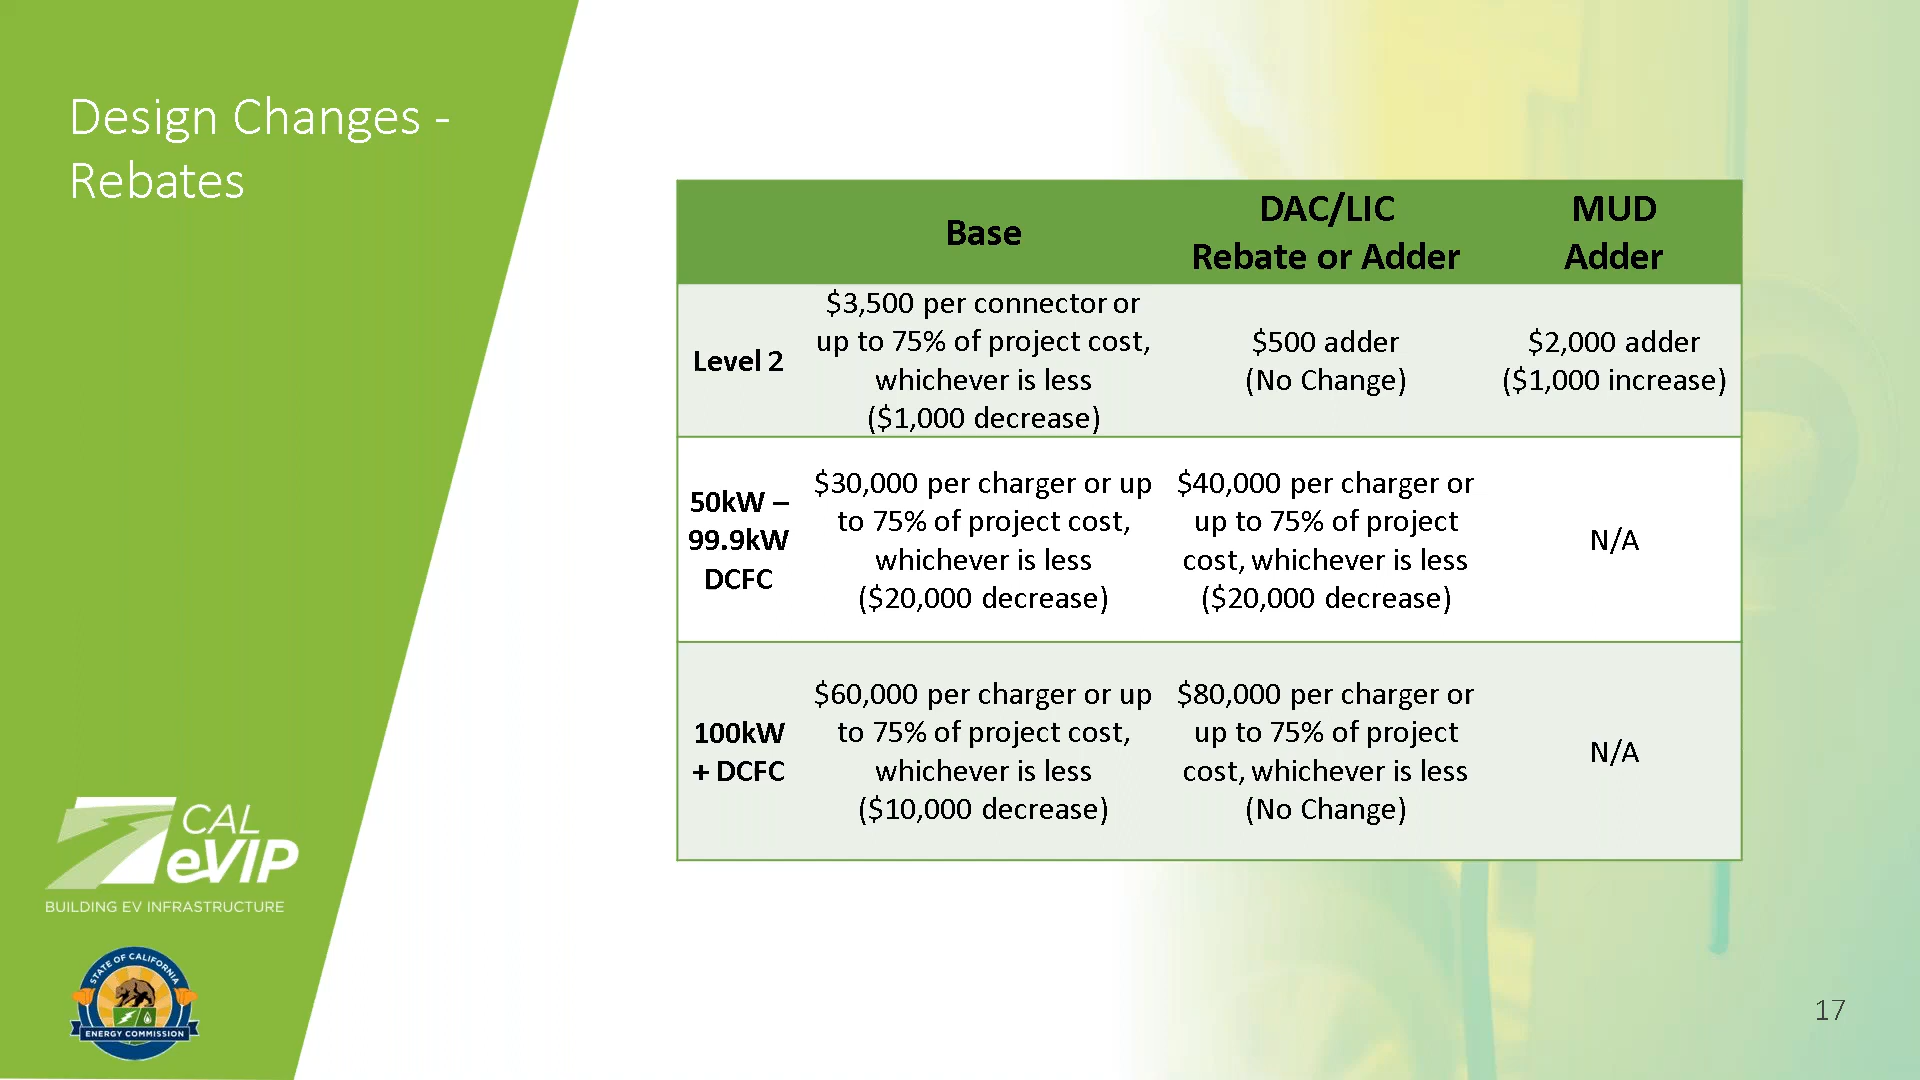 Design Changes -
Rebates
Base
DAC/LIC
Rebate or Adder
MUD
Adder
Level 2
$3,500 per connector or
up to 75% of project cost,
whichever is less
($1,000 decrease)
$500 adder
(No Change)
$2,000 adder
($1,000 increase)
50kW –
99.9kW
DCFC
$30,000 per charger or up
to 75% of project cost,
whichever is less
($20,000 decrease)
$40,000 per charger or
up to 75% of project
cost, whichever is less
($20,000 decrease)
N/A
100kW
+ DCFC
$60,000 per charger or up
to 75% of project cost,
whichever is less
($10,000 decrease)
$80,000 per charger or
up to 75% of project
cost, whichever is less
(No Change)
N/A
CAL
eVIP
BUILDING EV INFRASTRUCTURE
STATE OF CALIFORNIA
ENERGY COMMISSION
17